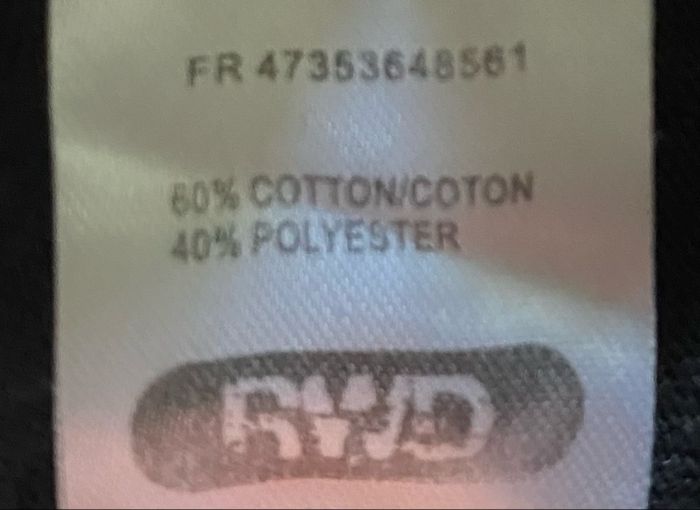 FR 47353648561
60% COTTON/COTON
40% POLYESTER
RWD